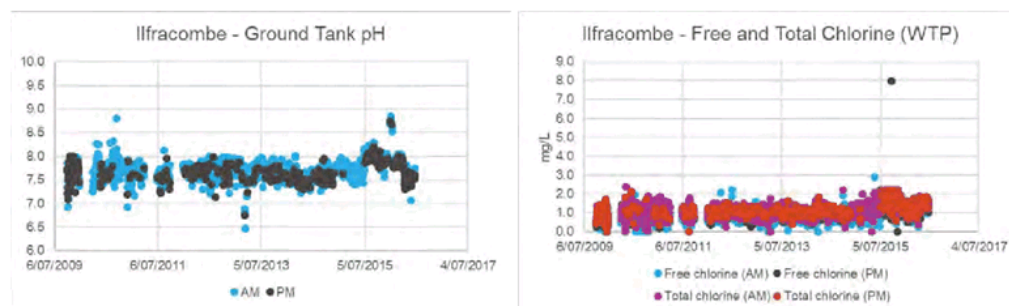 Ilfracombe - Ground Tank pH
10.0
9.5
9.0
8.5
8.0
7.5
7.0
6.5
6.0
6/07/2009 6/07/2011 5/07/2013 5/07/2015 4/07/2017
AM PM
Ilfracombe - Free and Total Chlorine (WTP)
mg/L
9.0
8.0
7.0
6.0
5.0
4.0
3.0
2.0
1.0
0.0
6/07/2009 6/07/2011 5/07/2013 5/07/2015 4/07/2017
Free chlorine (AM) Free chlorine (PM)
Total chlorine (AM) Total chlorine (PM)